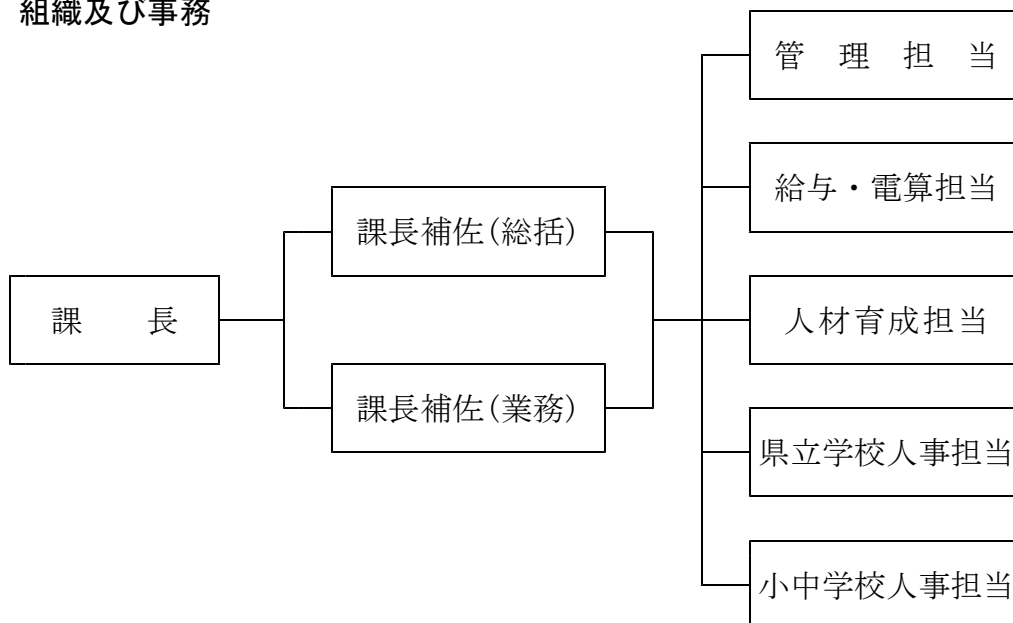 組織及び事務
課長
課長補佐(総括)
課長補佐(業務)
管理担当
給与・電算担当
人材育成担当
県立学校人事担当
小中学校人事担当